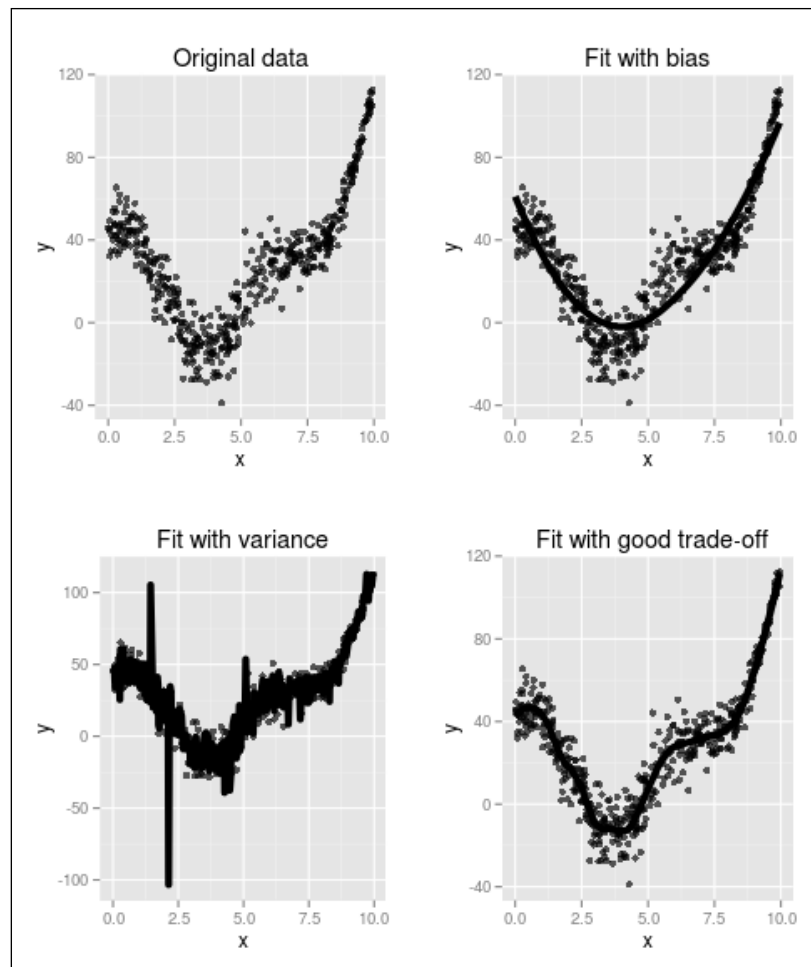 Original data
120
80
40
0
-40
y
0.0 2.5 5.0 7.5 10.0
x
Fit with bias
120
80
40
0
-40
y
0.0 2.5 5.0 7.5 10.0
x
Fit with variance
100
50
0
-50
-100
y
0.0 2.5 5.0 7.5 10.0
x
Fit with good trade-off
120
80
40
0
-40
y
0.0 2.5 5.0 7.5 10.0
x